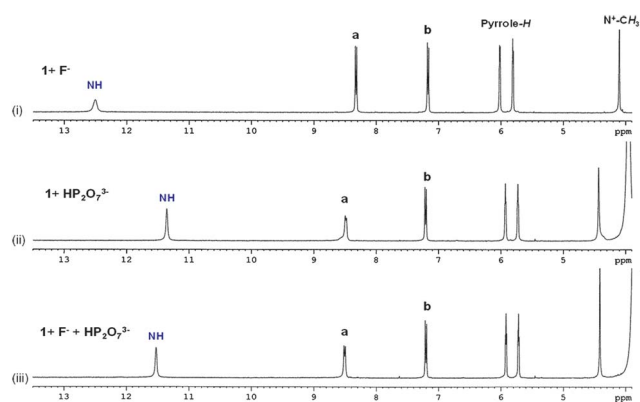 Pyrrole-H
N⁺-CH₃
a
b
1+ F⁻
NH
(i)
13 12 11 10 9 8 7 6 5 ppm
1+ HP₂O₇³⁻
NH
a
b
(ii)
13 12 11 10 9 8 7 6 5 ppm
1+ F⁻ + HP₂O₇³⁻
NH
a
b
(iii)
13 12 11 10 9 8 7 6 5 ppm